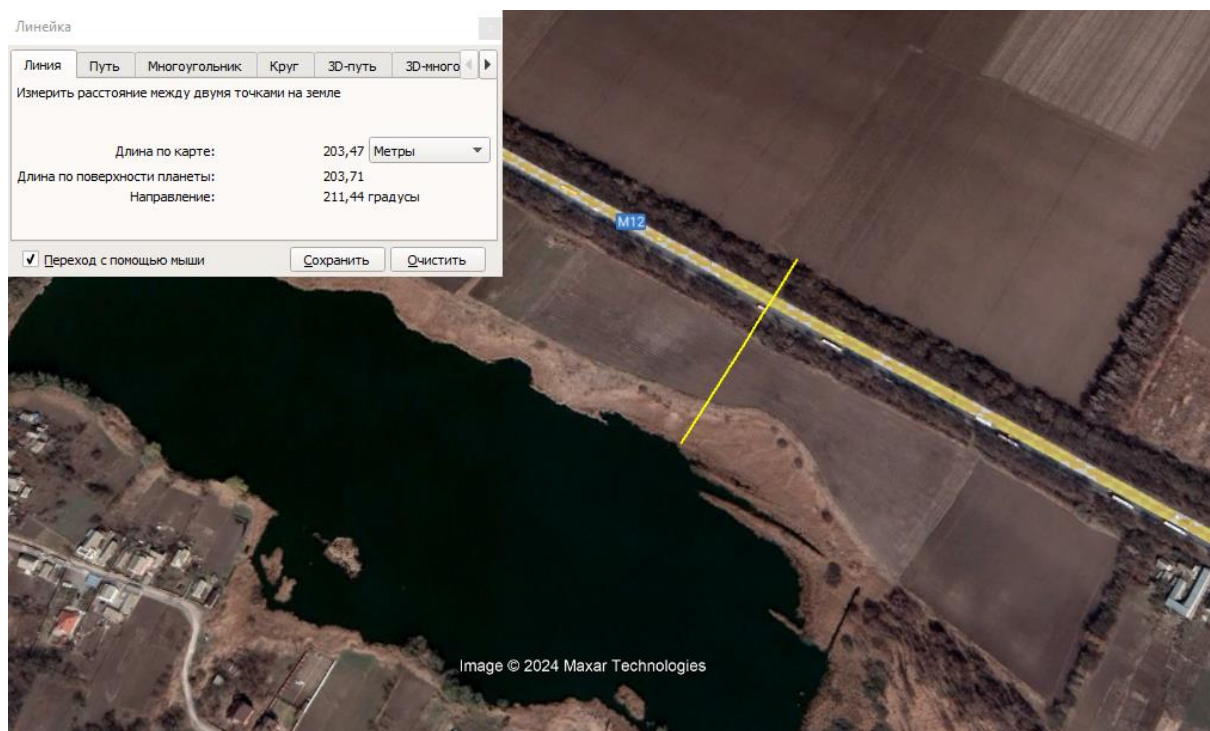 Линейка
Линия Путь Многоугольник Круг 3D-путь 3D-много
Измерить расстояние между двумя точками на земле
Длина по карте: 203,47 Метры
Длина по поверхности планеты: 203,71
Направление: 211,44 градусы
Переход с помощью мыши Сохранить Очистить
M12
Image © 2024 Maxar Technologies